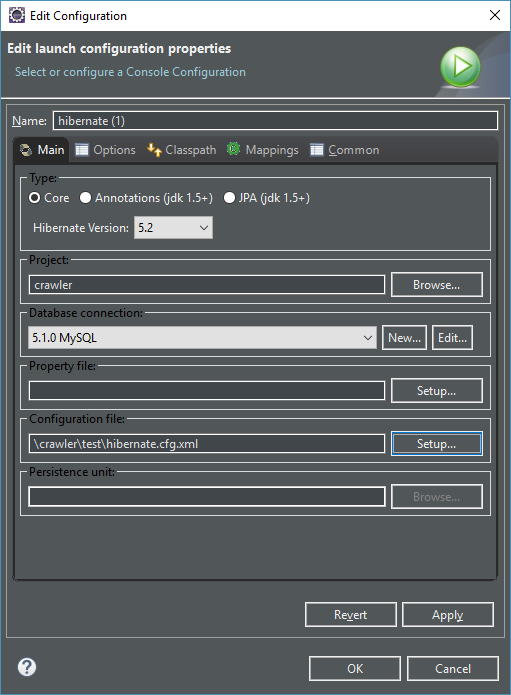 Edit Configuration
Edit launch configuration properties
Select or configure a Console Configuration
Name: hibernate (1)
Main Options Classpath Mappings Common
Type:
Core Annotations (jdk 1.5+) JPA (jdk 1.5+)
Hibernate Version: 5.2
Project:
crawler Browse...
Database connection:
5.1.0 MySQL New... Edit...
Property file:
Setup...
Configuration file:
\crawler\test\hibernate.cfg.xml Setup...
Persistence unit:
Browse...
Revert Apply
? OK Cancel